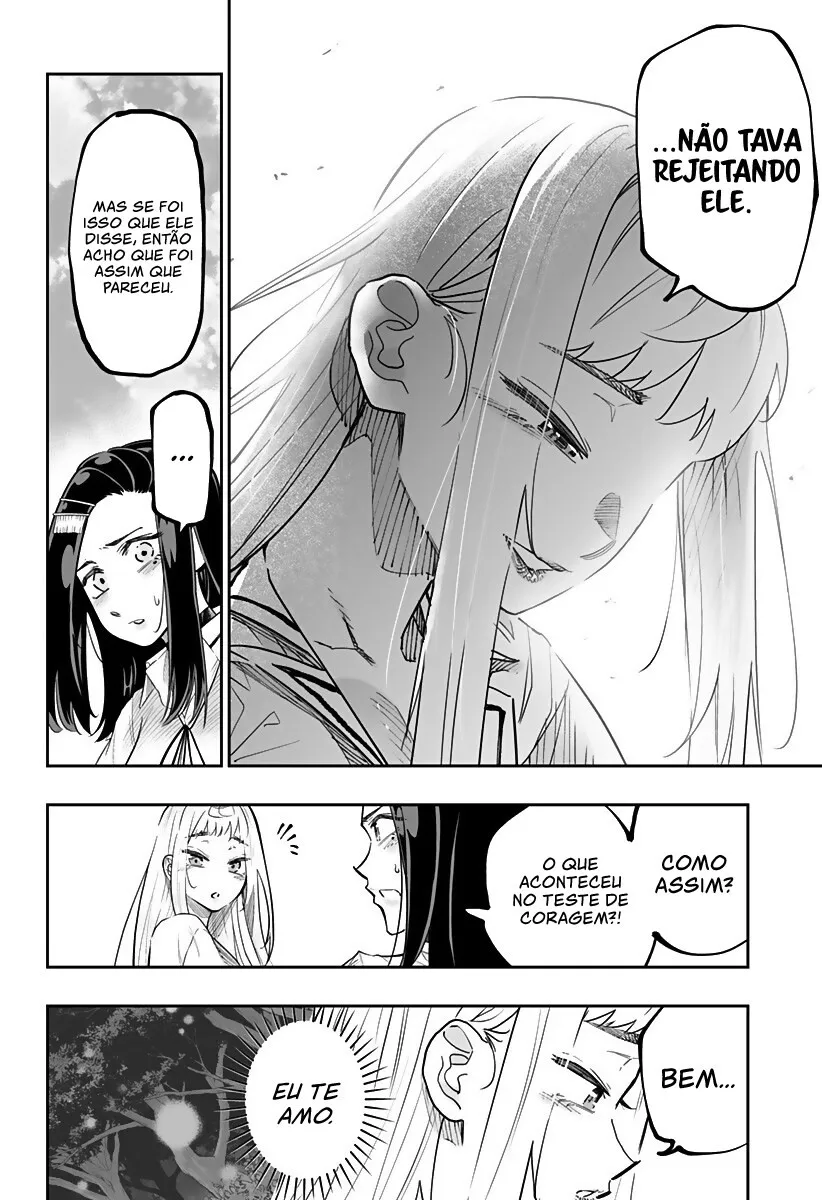 ...NÃO TAVA
REJEITANDO
ELE.
MAS SE FOI
ISSO QUE ELE
DISSE, ENTÃO
ACHO QUE FOI
ASSIM QUE
PARECEU.
...
COMO
ASSIM?
O QUE
ACONTECEU
NO TESTE DE
CORAGEM?!
BEM...
EU TE
AMO.